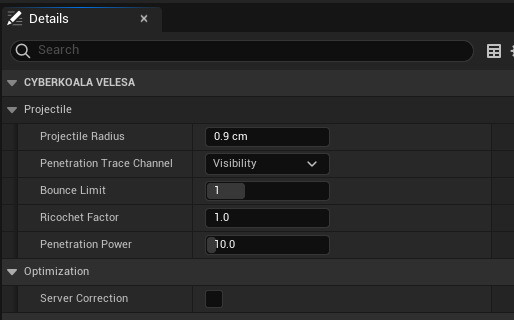 Details
Search
CYBERKOALA VELESA
Projectile
Projectile Radius 0.9 cm
Penetration Trace Channel Visibility
Bounce Limit 1
Ricochet Factor 1.0
Penetration Power 10.0
Optimization
Server Correction